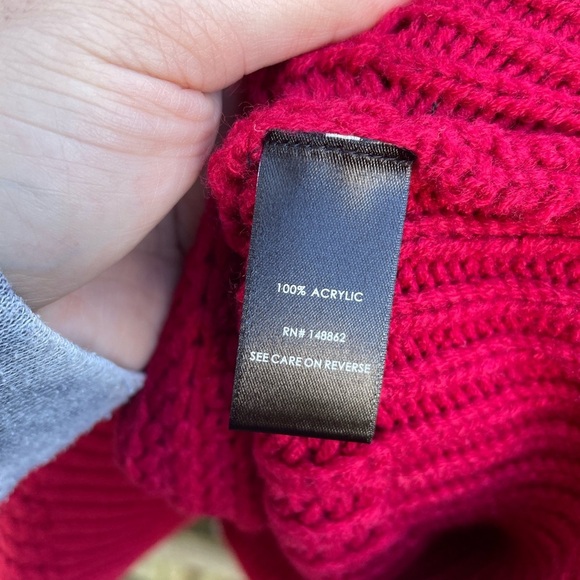 100% ACRYLIC
RN# 148862
SEE CARE ON REVERSE